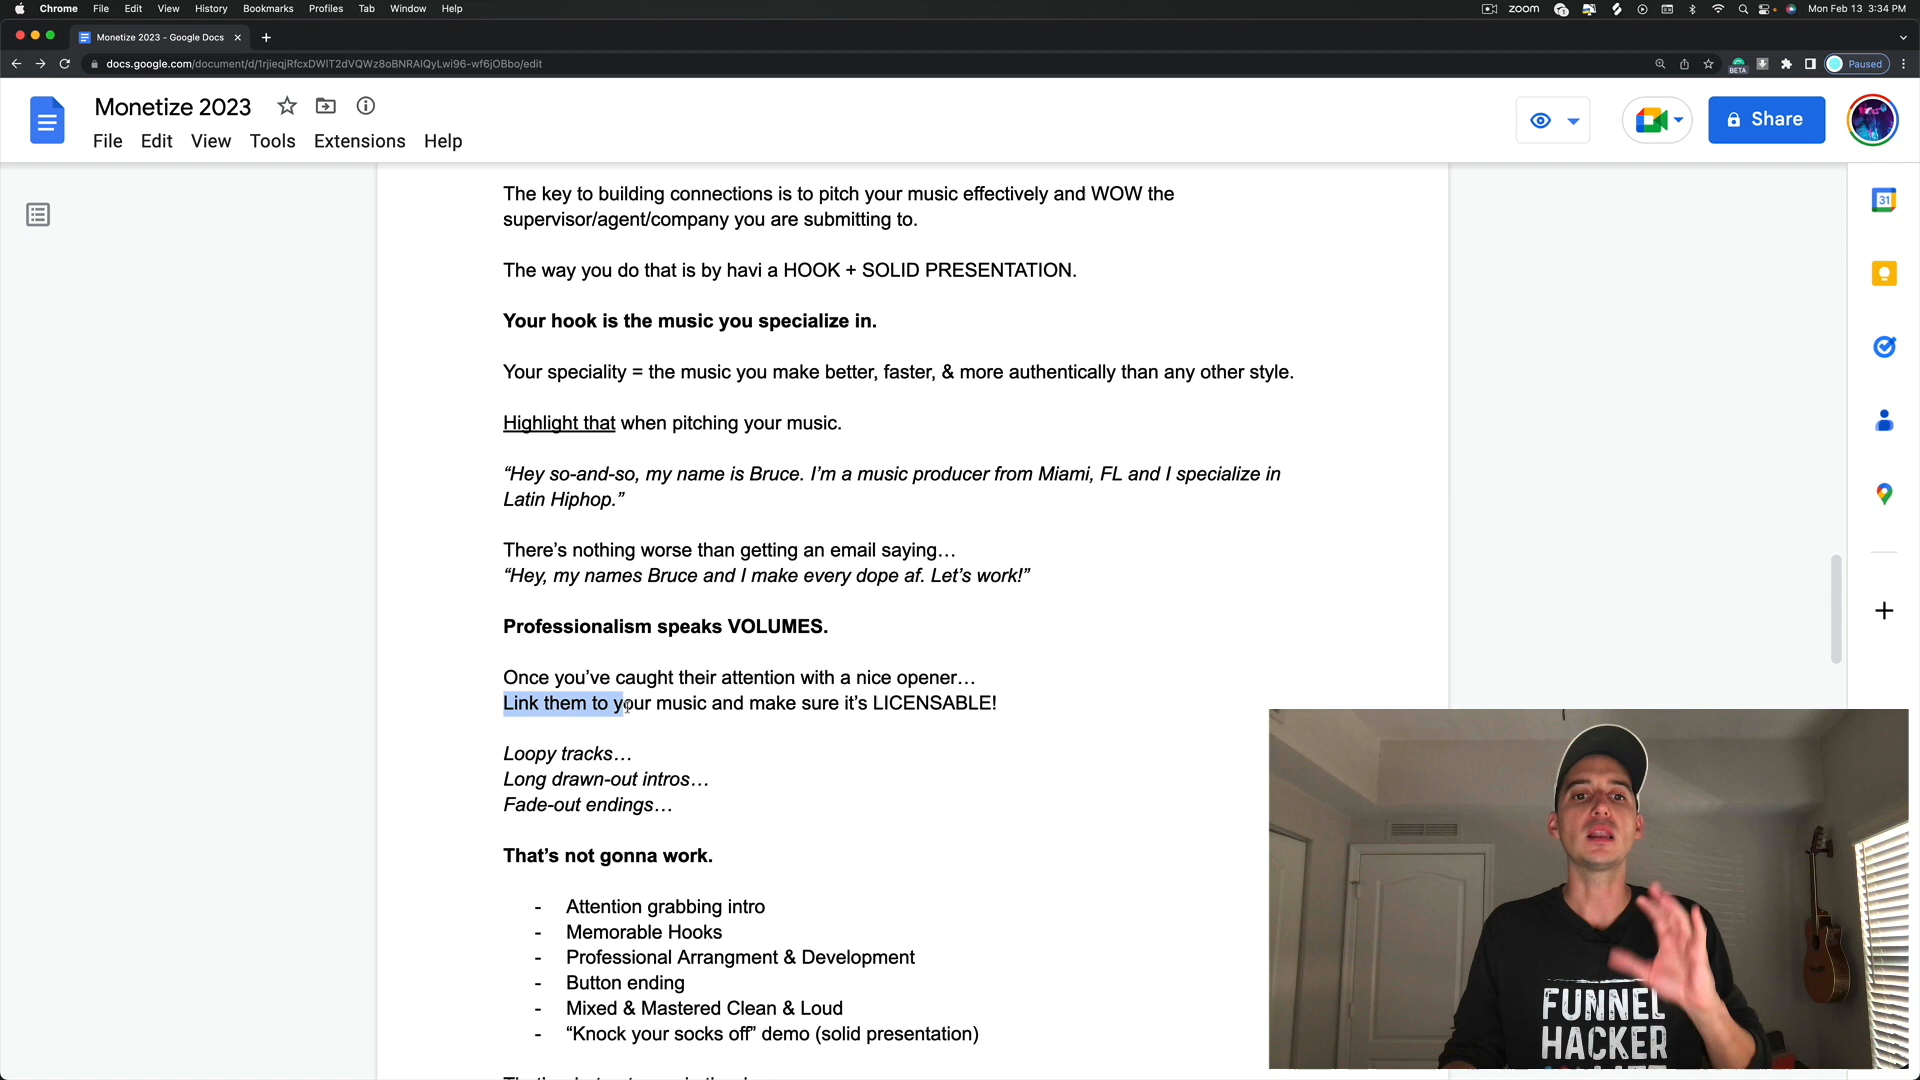 Chrome File Edit View History Bookmarks Profiles Tab Window Help
zoom
Mon Feb 13 3:34 PM
Monetize 2023 - Google Docs
docs.google.com/document/d/1rjieqjRfcxDWIT2dVQWz8oBNRAIQyLwi96-wf6jOBbo/edit
BETA
Paused
Monetize 2023
File Edit View Tools Extensions Help
Share
31
The key to building connections is to pitch your music effectively and WOW the
supervisor/agent/company you are submitting to.
The way you do that is by havi a HOOK + SOLID PRESENTATION.
Your hook is the music you specialize in.
Your speciality = the music you make better, faster, & more authentically than any other style.
Highlight that when pitching your music.
“Hey so-and-so, my name is Bruce. I’m a music producer from Miami, FL and I specialize in
Latin Hiphop.”
There’s nothing worse than getting an email saying…
“Hey, my names Bruce and I make every dope af. Let’s work!”
Professionalism speaks VOLUMES.
Once you’ve caught their attention with a nice opener…
Link them to your music and make sure it’s LICENSABLE!
Loopy tracks…
Long drawn-out intros…
Fade-out endings…
That’s not gonna work.
- Attention grabbing intro
- Memorable Hooks
- Professional Arrangment & Development
- Button ending
- Mixed & Mastered Clean & Loud
- “Knock your socks off” demo (solid presentation)
FUNNEL
HACKER